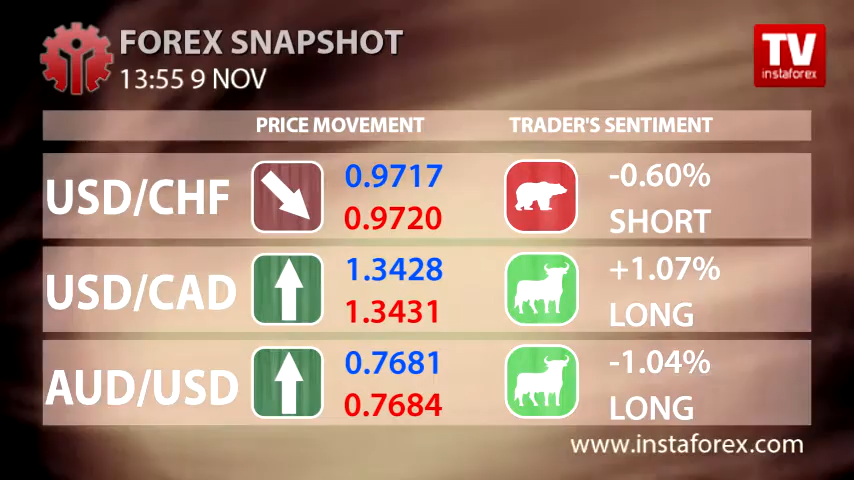 FOREX SNAPSHOT
13:55 9 NOV
TV
instaforex
PRICE MOVEMENT TRADER'S SENTIMENT
USD/CHF 0.9717 -0.60%
0.9720 SHORT
USD/CAD 1.3428 +1.07%
1.3431 LONG
AUD/USD 0.7681 -1.04%
0.7684 LONG
www.instaforex.com